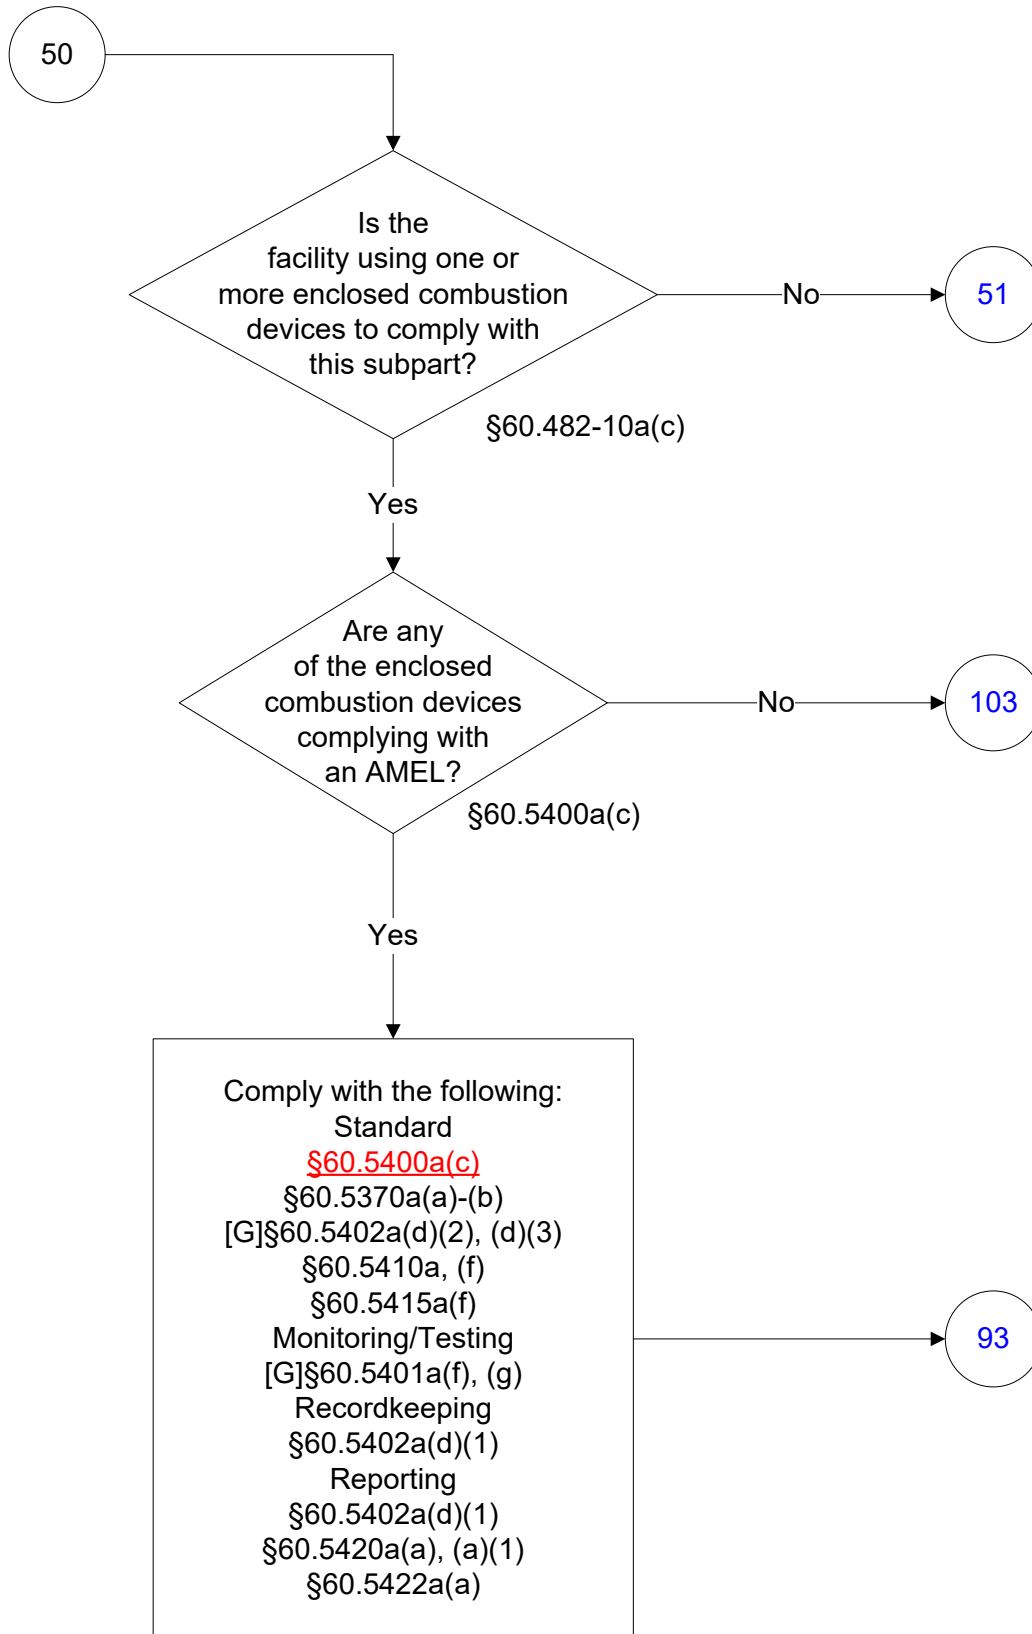 50
Is the
facility using one or
more enclosed combustion
devices to comply with
this subpart?
No
51
§60.482-10a(c)
Yes
Are any
of the enclosed
combustion devices
complying with
an AMEL?
No
103
§60.5400a(c)
Yes
Comply with the following:
Standard
§60.5400a(c)
§60.5370a(a)-(b)
[G]§60.5402a(d)(2), (d)(3)
§60.5410a, (f)
§60.5415a(f)
Monitoring/Testing
[G]§60.5401a(f), (g)
Recordkeeping
§60.5402a(d)(1)
Reporting
§60.5402a(d)(1)
§60.5420a(a), (a)(1)
§60.5422a(a)
93